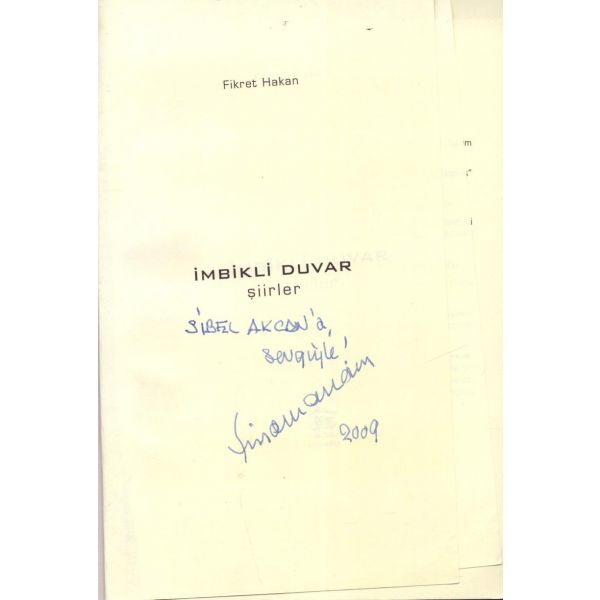 Fikret Hakan
İMBİKLİ DUVAR
şiirler
SİBEL AKCAN'a
sevgiyle!
2009